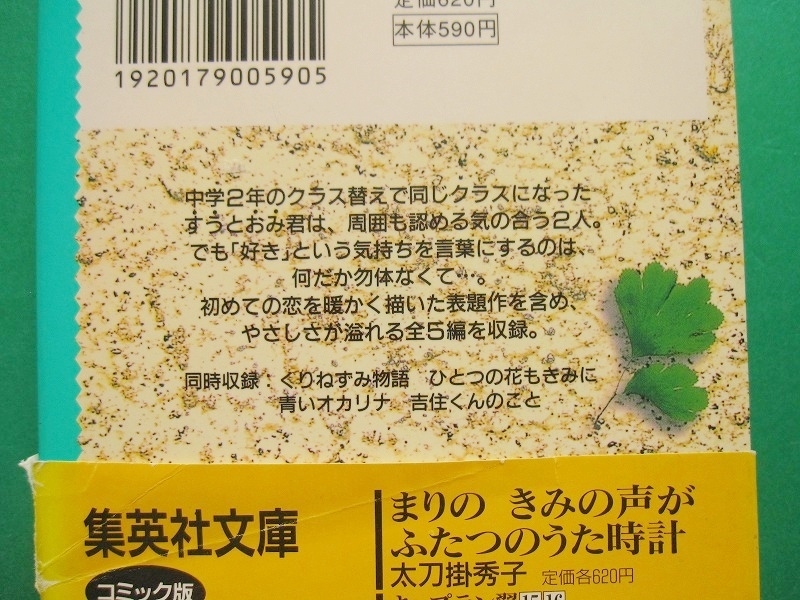 定価620円
本体590円
1920179005905
中学2年のクラス替えで同じクラスになった
すうとおみ君は、周囲も認める気の合う2人。
でも「好き」という気持ちを言葉にするのは、
何だか勿体なくて…。
初めての恋を暖かく描いた表題作を含め、
やさしさが溢れる全5編を収録。
同時収録：くりねずみ物語 ひとつの花もきみに
青いオカリナ 吉住くんのこと
集英社文庫
コミック版
まりの きみの声が
ふたつのうた時計
太刀掛秀子 定価各620円